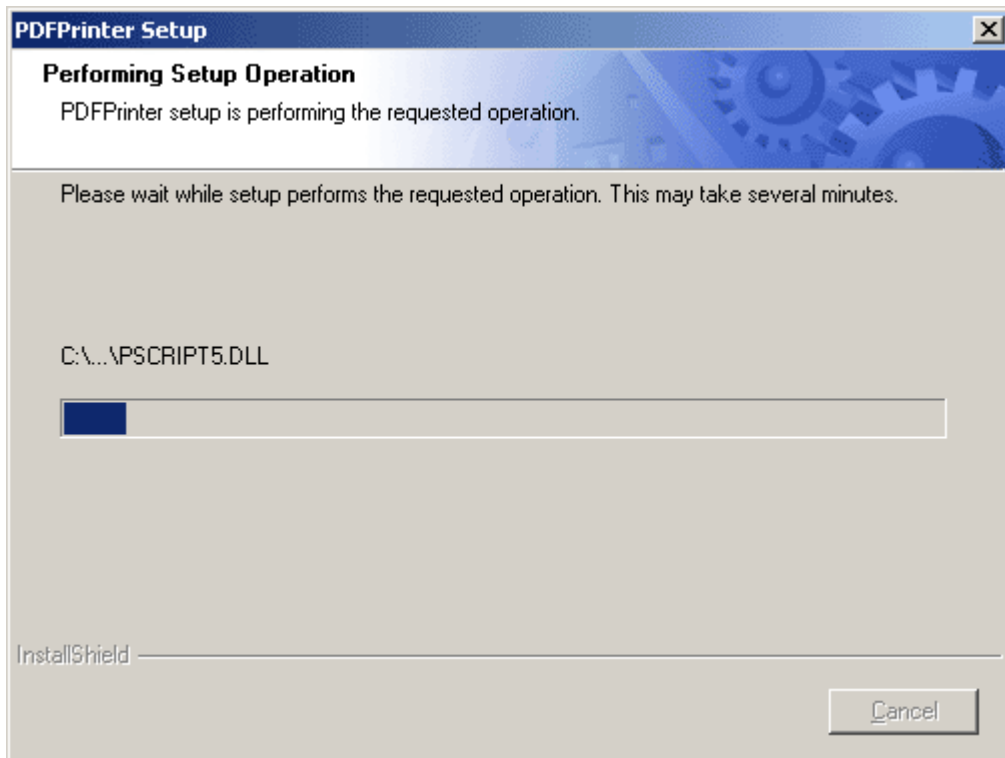 PDFPrinter Setup
Performing Setup Operation
PDFPrinter setup is performing the requested operation.
Please wait while setup performs the requested operation. This may take several minutes.
C:\...\PSCRIPT5.DLL
InstallShield
Cancel